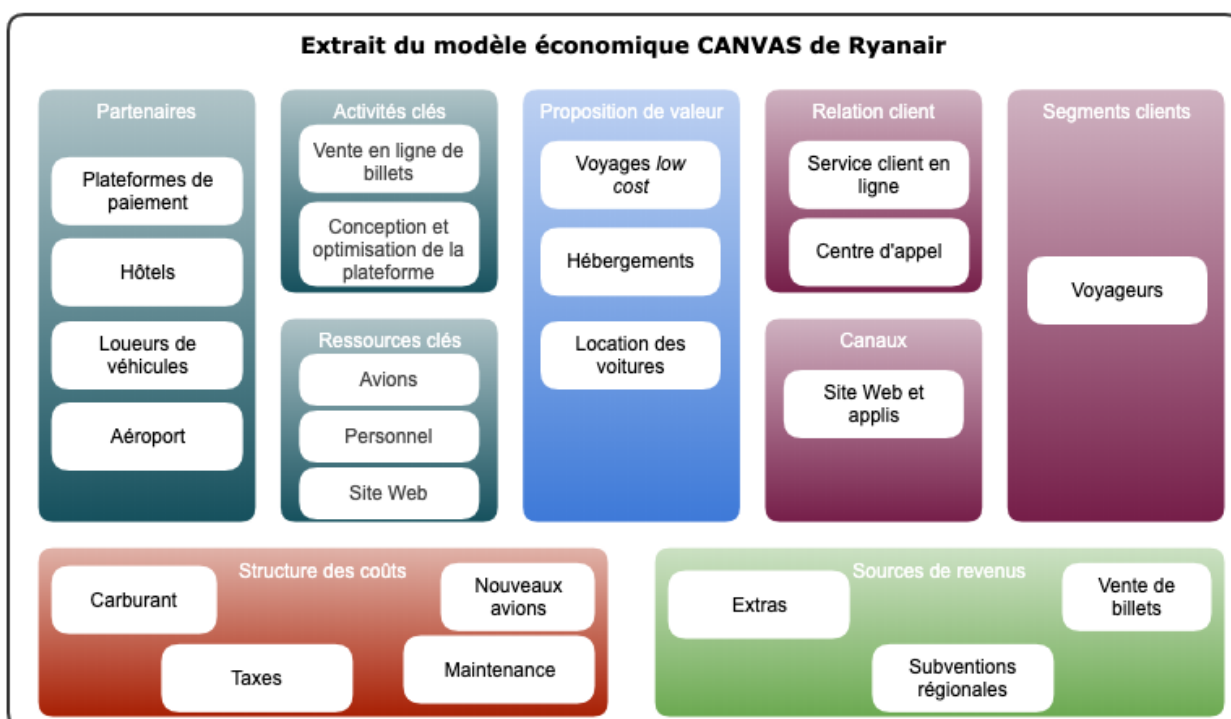 Extrait du modèle économique CANVAS de Ryanair
Partenaires
Plateformes de
paiement
Hôtels
Loueurs de
véhicules
Aéroport
Activités clés
Vente en ligne de
billets
Conception et
optimisation de la
plateforme
Ressources clés
Avions
Personnel
Site Web
Proposition de valeur
Voyages low
cost
Hébergements
Location des
voitures
Relation client
Service client en
ligne
Centre d'appel
Canaux
Site Web et
applis
Segments clients
Voyageurs
Structure des coûts
Carburant
Nouveaux
avions
Taxes
Maintenance
Sources de revenus
Extras
Vente de
billets
Subventions
régionales